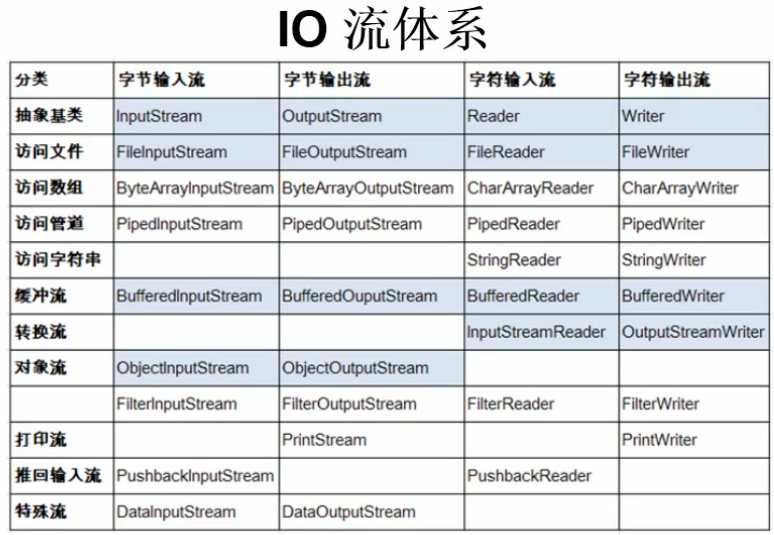 IO 流体系
分类 字节输入流 字节输出流 字符输入流 字符输出流
抽象基类 InputStream OutputStream Reader Writer
访问文件 FileInputStream FileOutputStream FileReader FileWriter
访问数组 ByteArrayInputStream ByteArrayOutputStream CharArrayReader CharArrayWriter
访问管道 PipedInputStream PipedOutputStream PipedReader PipedWriter
访问字符串 StringReader StringWriter
缓冲流 BufferedInputStream BufferedOuputStream BufferedReader BufferedWriter
转换流 InputStreamReader OutputStreamWriter
对象流 ObjectInputStream ObjectOutputStream
FilterInputStream FilterOutputStream FilterReader FilterWriter
打印流 PrintStream PrintWriter
推回输入流 PushbackInputStream PushbackReader
特殊流 DataInputStream DataOutputStream